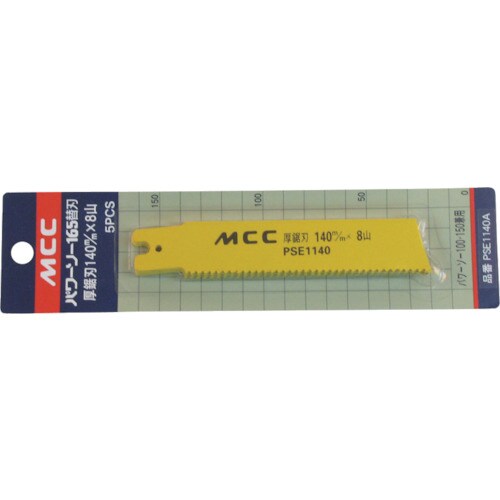 MCC
パワーソー165替刃
厚鋸刃140m/m×8山
5PCS
150
100
50
0
MCC 厚鋸刃 140m/m× 8山
PSE1140
パワーソー100・150兼用
品番 PSE1140A